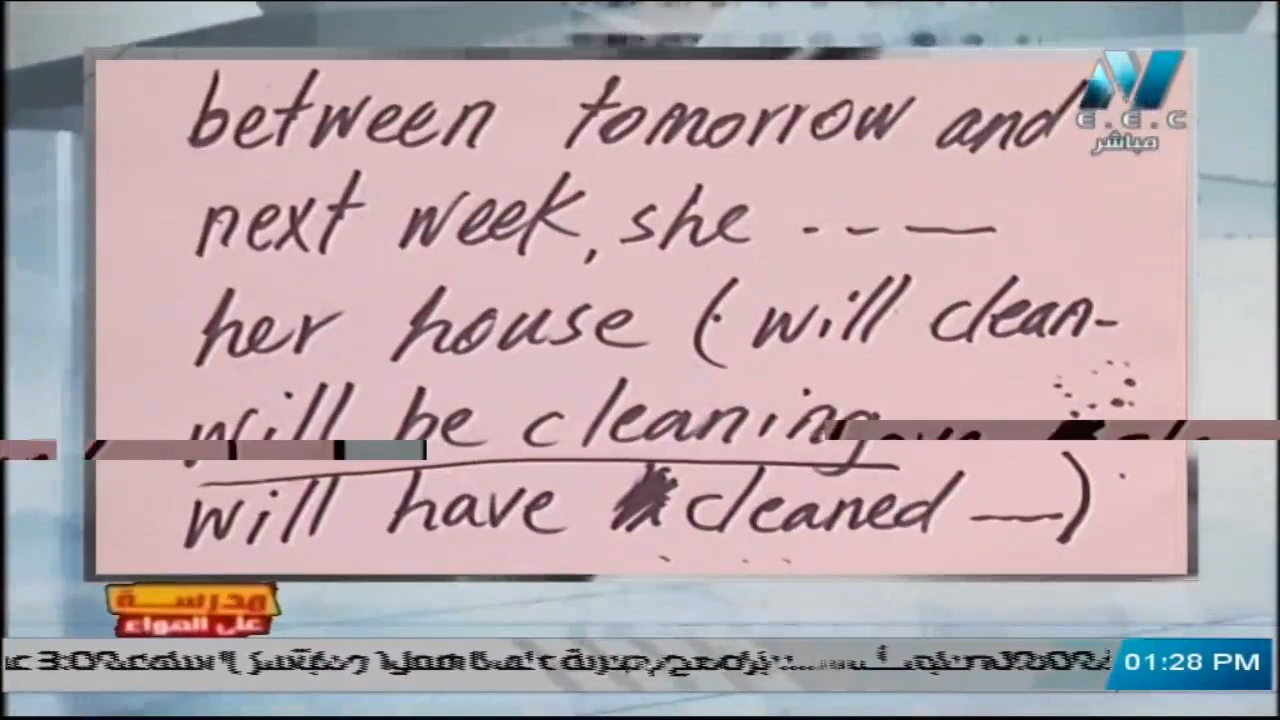 between tomorrow and
next week, she ---—
her house (will clean-
will be cleaning
will have cleaned —)
E.E.C
مباشر
مدرسة
على الهواء
01:28 PM